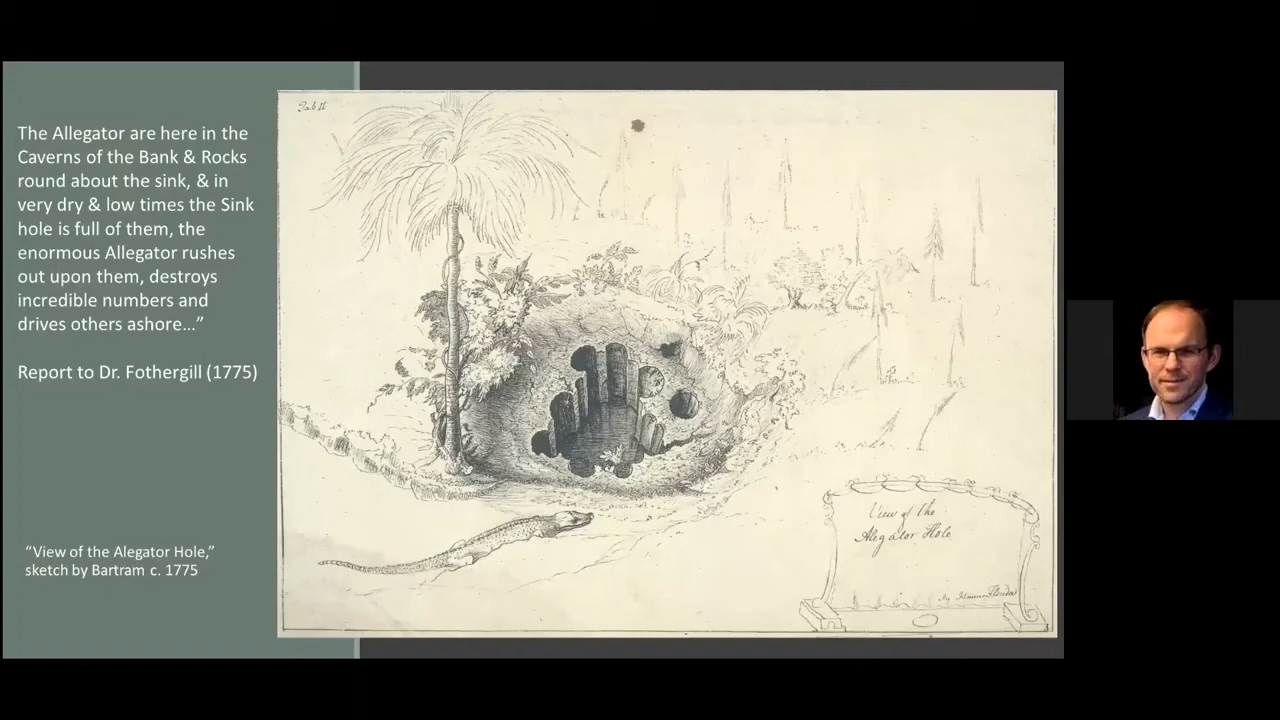 The Allegator are here in the
Caverns of the Bank & Rocks
round about the sink, & in
very dry & low times the Sink
hole is full of them, the
enormous Allegator rushes
out upon them, destroys
incredible numbers and
drives others ashore…”
Report to Dr. Fothergill (1775)
“View of the Alegator Hole,”
sketch by Bartram c. 1775
View of the
Alegator Hole
Florida